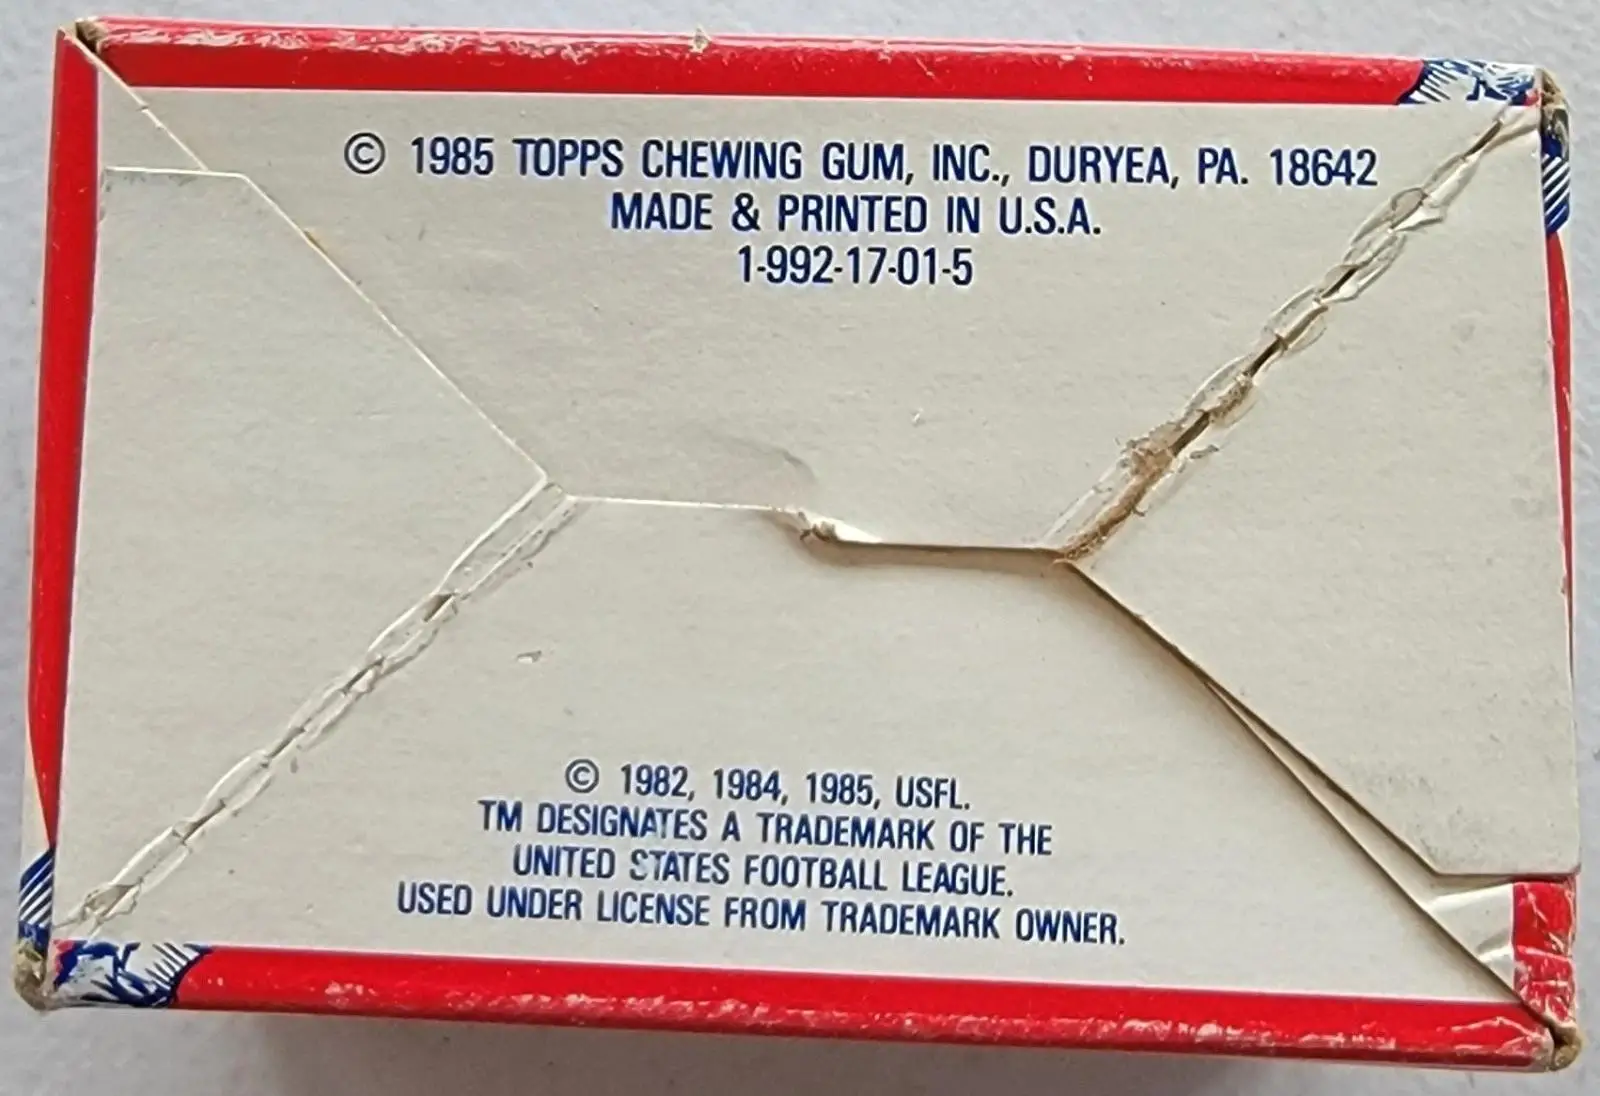 © 1985 TOPPS CHEWING GUM, INC., DURYEA, PA. 18642
MADE & PRINTED IN U.S.A.
1-992-17-01-5
© 1982, 1984, 1985, USFL.
TM DESIGNATES A TRADEMARK OF THE
UNITED STATES FOOTBALL LEAGUE.
USED UNDER LICENSE FROM TRADEMARK OWNER.